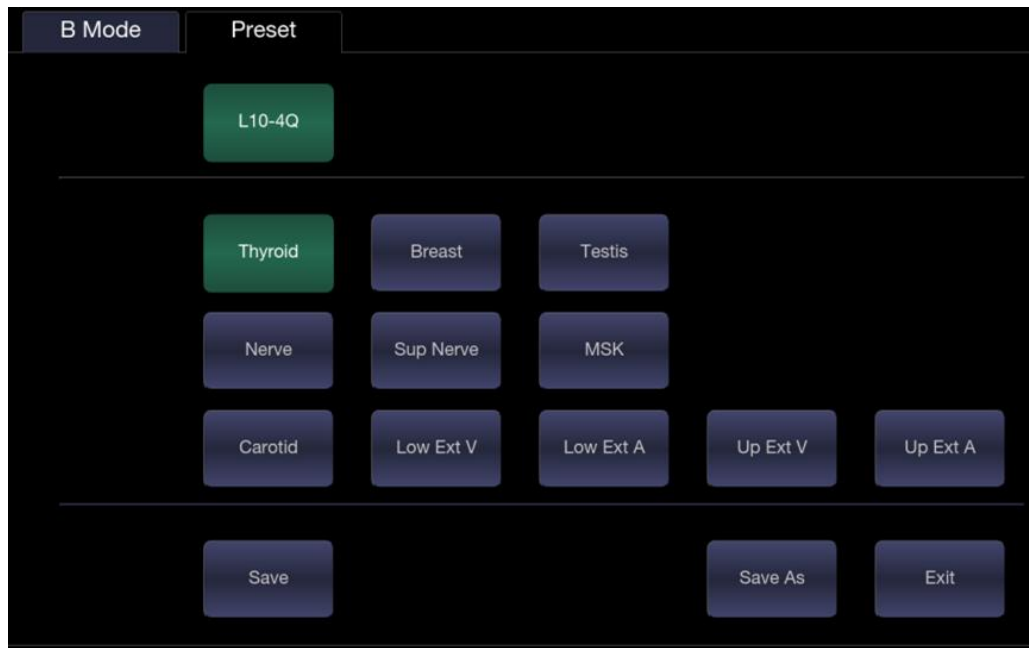 B Mode Preset
L10-4Q
Thyroid Breast Testis
Nerve Sup Nerve MSK
Carotid Low Ext V Low Ext A Up Ext V Up Ext A
Save Save As Exit